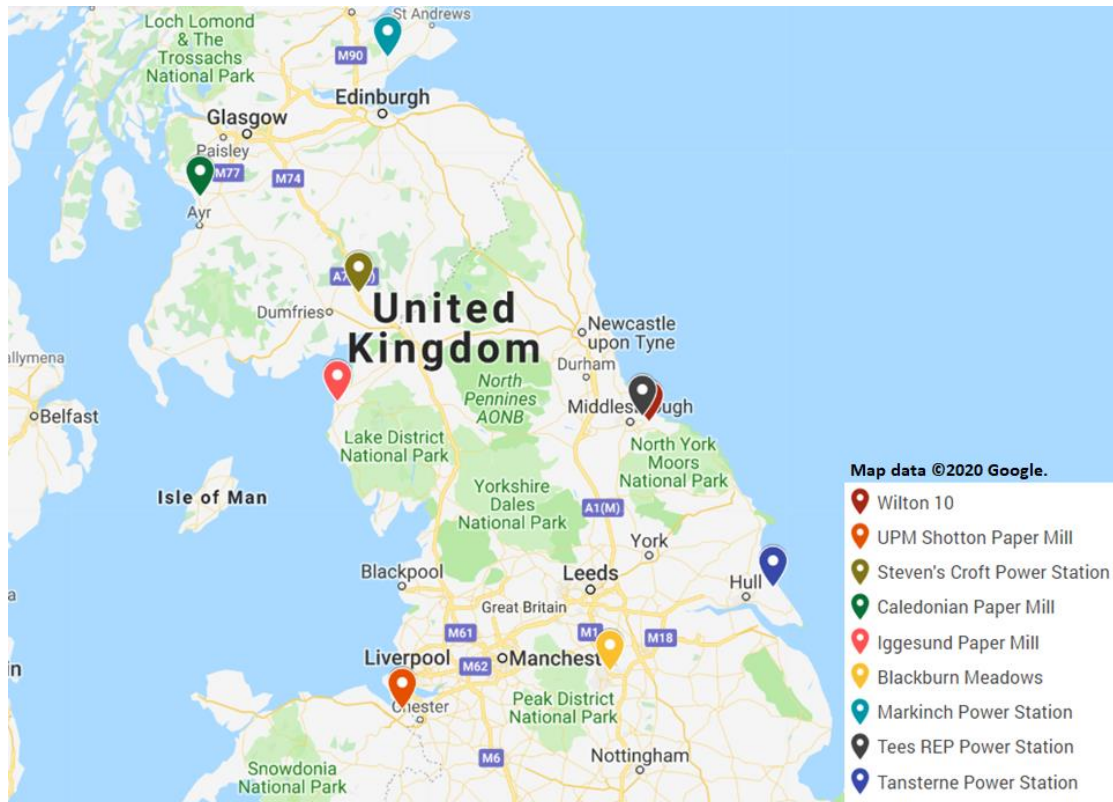 St Andrews
Loch Lomond
& The
Trossachs
National Park
M90
Edinburgh
Glasgow
Paisley
M77
M74
Ayr
Dumfries
United
Kingdom
Newcastle
upon Tyne
Durham
North
Pennines
AONB
Belfast
Lake District
National Park
North York
Moors
National Park
Isle of Man
Yorkshire
Dales
National Park
A1(M)
York
Blackpool
Leeds
Hull
Great Britain
M61
M1
M18
Liverpool
M62
Manchest
Peak District
National Park
Nottingham
M6
Snowdonia
National Park
Map data ©2020 Google.
Wilton 10
UPM Shotton Paper Mill
Steven's Croft Power Station
Caledonian Paper Mill
Iggesund Paper Mill
Blackburn Meadows
Markinch Power Station
Tees REP Power Station
Tansterne Power Station